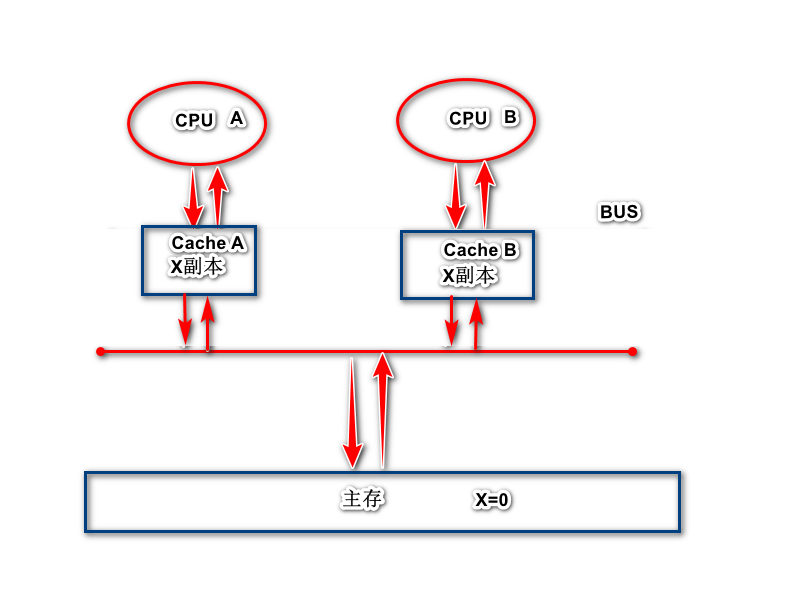 CPU A
CPU B
BUS
Cache A
X副本
Cache B
X副本
主存 X=0